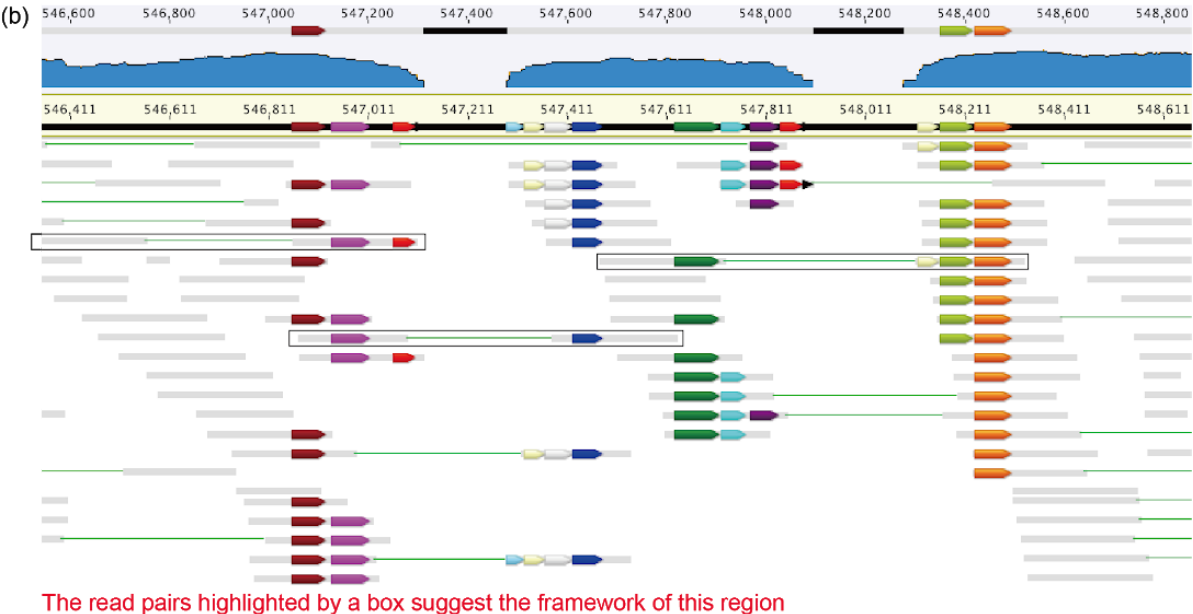 (b)
546,600 546,800 547,000 547,200 547,400 547,600 547,800 548,000 548,200 548,400 548,600 548,800
546,411 546,611 546,811 547,011 547,211 547,411 547,611 547,811 548,011 548,211 548,411 548,611
The read pairs highlighted by a box suggest the framework of this region